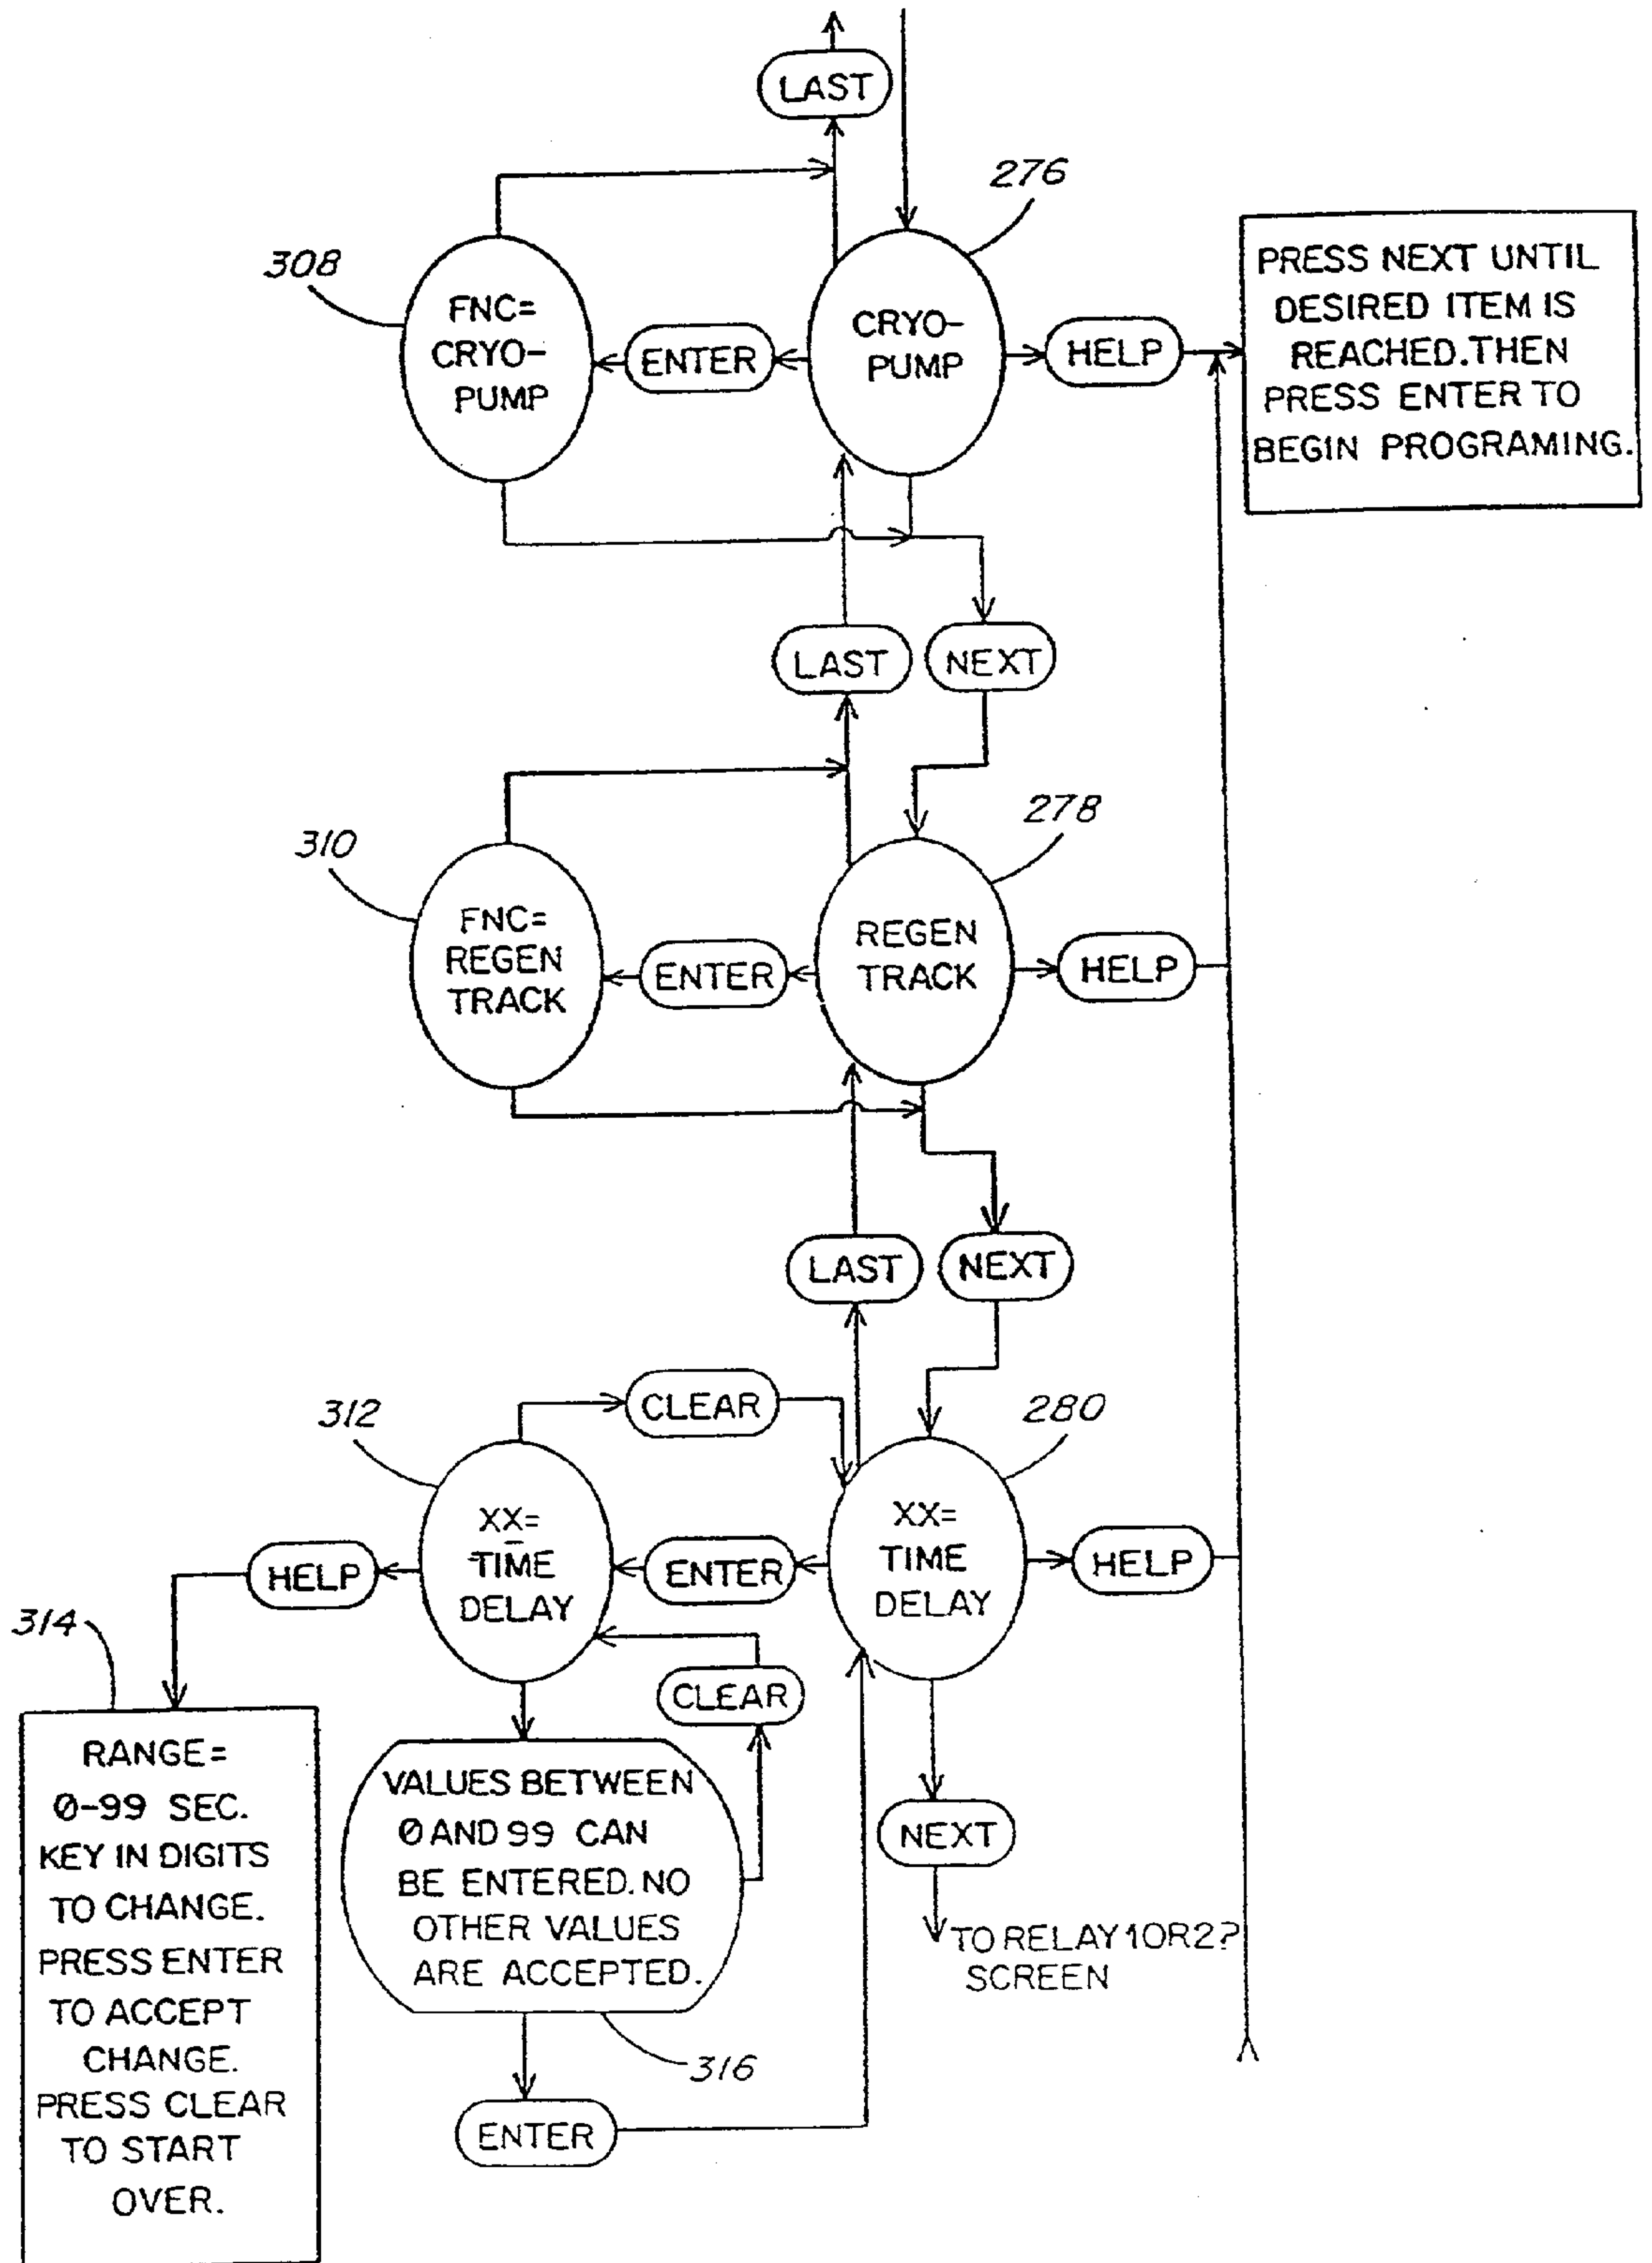 LAST
276
308
FNC=
CRYO-
PUMP
ENTER
CRYO-
PUMP
HELP
PRESS NEXT UNTIL
DESIRED ITEM IS
REACHED. THEN
PRESS ENTER TO
BEGIN PROGRAMING.
LAST
NEXT
278
310
FNC=
REGEN
TRACK
ENTER
REGEN
TRACK
HELP
LAST
NEXT
CLEAR
312
280
XX=
TIME
DELAY
ENTER
XX=
TIME
DELAY
HELP
HELP
314
CLEAR
RANGE=
0-99 SEC.
KEY IN DIGITS
TO CHANGE.
PRESS ENTER
TO ACCEPT
CHANGE.
PRESS CLEAR
TO START
OVER.
VALUES BETWEEN
0 AND 99 CAN
BE ENTERED. NO
OTHER VALUES
ARE ACCEPTED.
316
ENTER
NEXT
TO RELAY 1 OR 2?
SCREEN